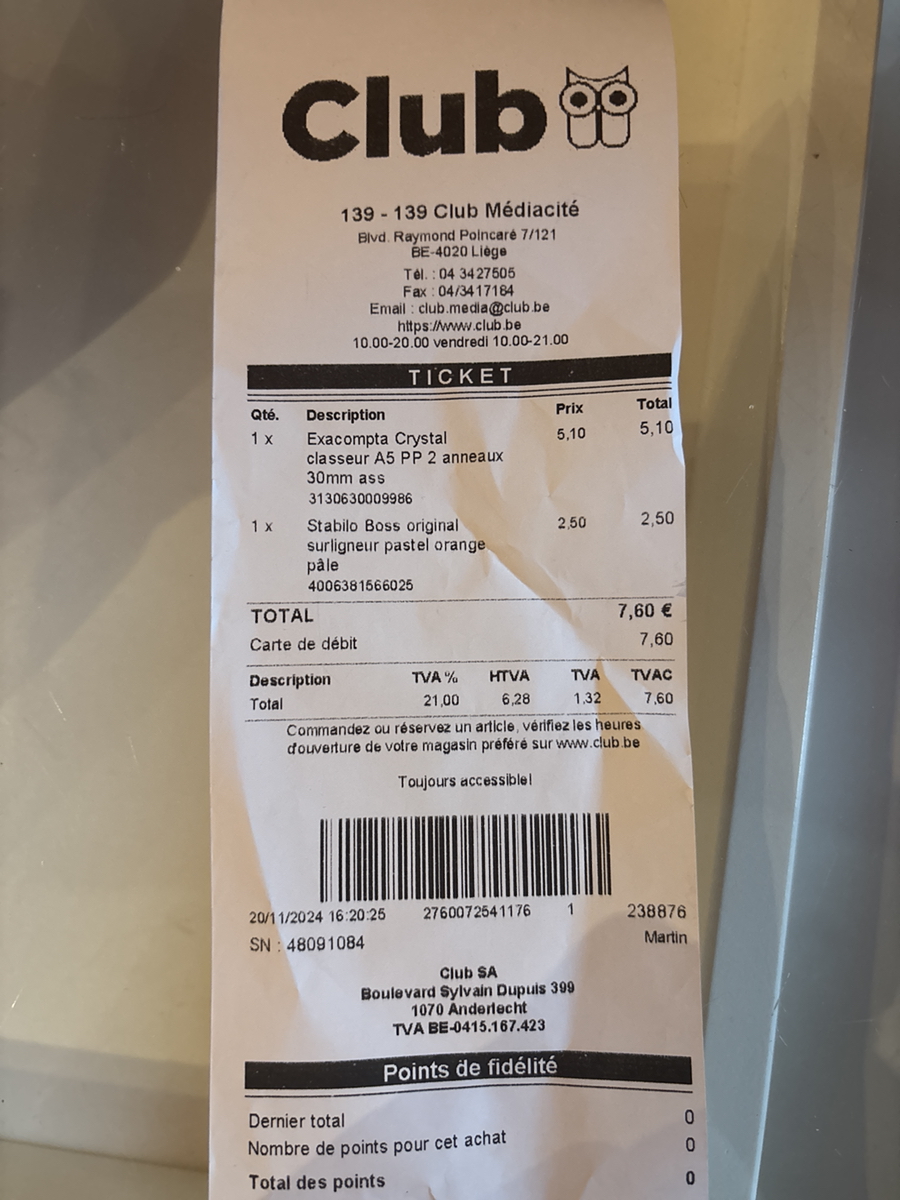 Club
139 - 139 Club Médiacité
Blvd. Raymond Poincaré 7/121
BE-4020 Liège
Tél. : 04 3427505
Fax : 04/3417184
Email : club.media@club.be
https://www.club.be
10.00-20.00 vendredi 10.00-21.00
TICKET
Qté. Description Prix Total
1 x Exacompta Crystal 5,10 5,10
classeur A5 PP 2 anneaux
30mm ass
3130630009986
1 x Stabilo Boss original 2,50 2,50
surligneur pastel orange
pâle
4006381566025
TOTAL 7,60 €
Carte de débit 7,60
Description TVA % HTVA TVA TVAC
Total 21,00 6,28 1,32 7,60
Commandez ou réservez un article, vérifiez les heures
d'ouverture de votre magasin préféré sur www.club.be
Toujours accessible!
20/11/2024 16:20:25 2760072541176 1 238876
SN : 48091084 Martin
Club SA
Boulevard Sylvain Dupuis 399
1070 Anderlecht
TVA BE-0415.167.423
Points de fidélité
Dernier total 0
Nombre de points pour cet achat 0
Total des points 0